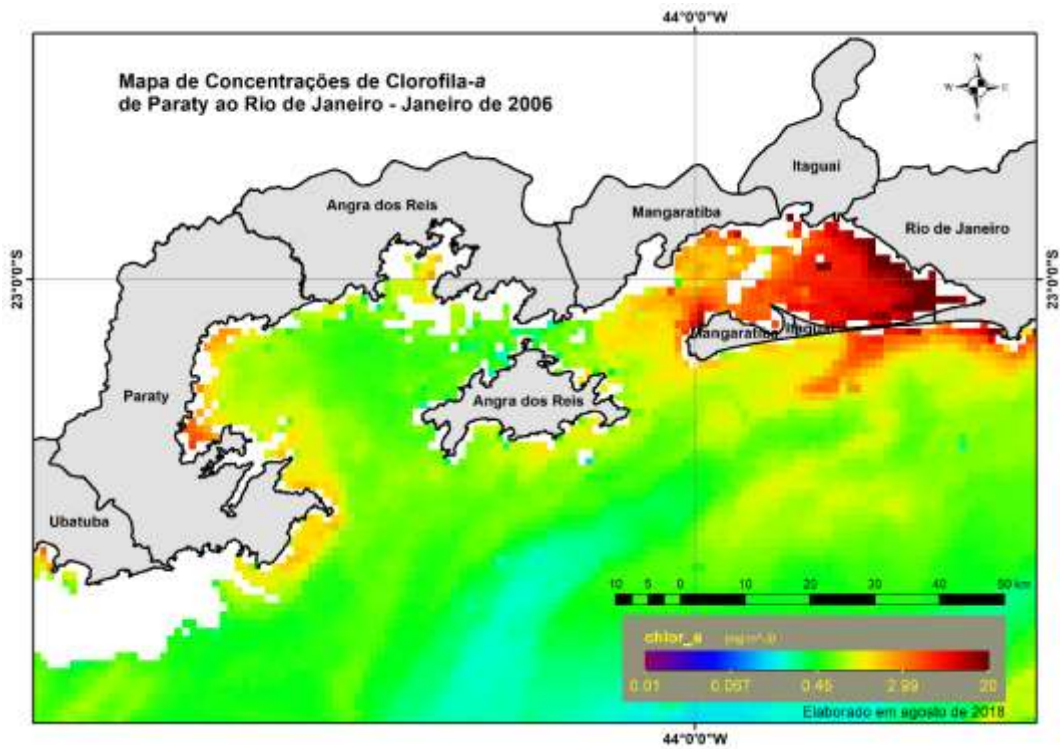 44°0'0"W
Mapa de Concentrações de Clorofila-a
de Paraty ao Rio de Janeiro - Janeiro de 2006
N
W E
S
Itaguaí
Angra dos Reis
Mangaratiba
Rio de Janeiro
23°0'0"S
23°0'0"S
Mangaratiba
Itaguaí
Paraty
Angra dos Reis
Ubatuba
10 5 0 10 20 30 40 50 km
chlor_a (mg m^-3)
0.01 0.067 0.45 2.99 20
Elaborado em agosto de 2018
44°0'0"W